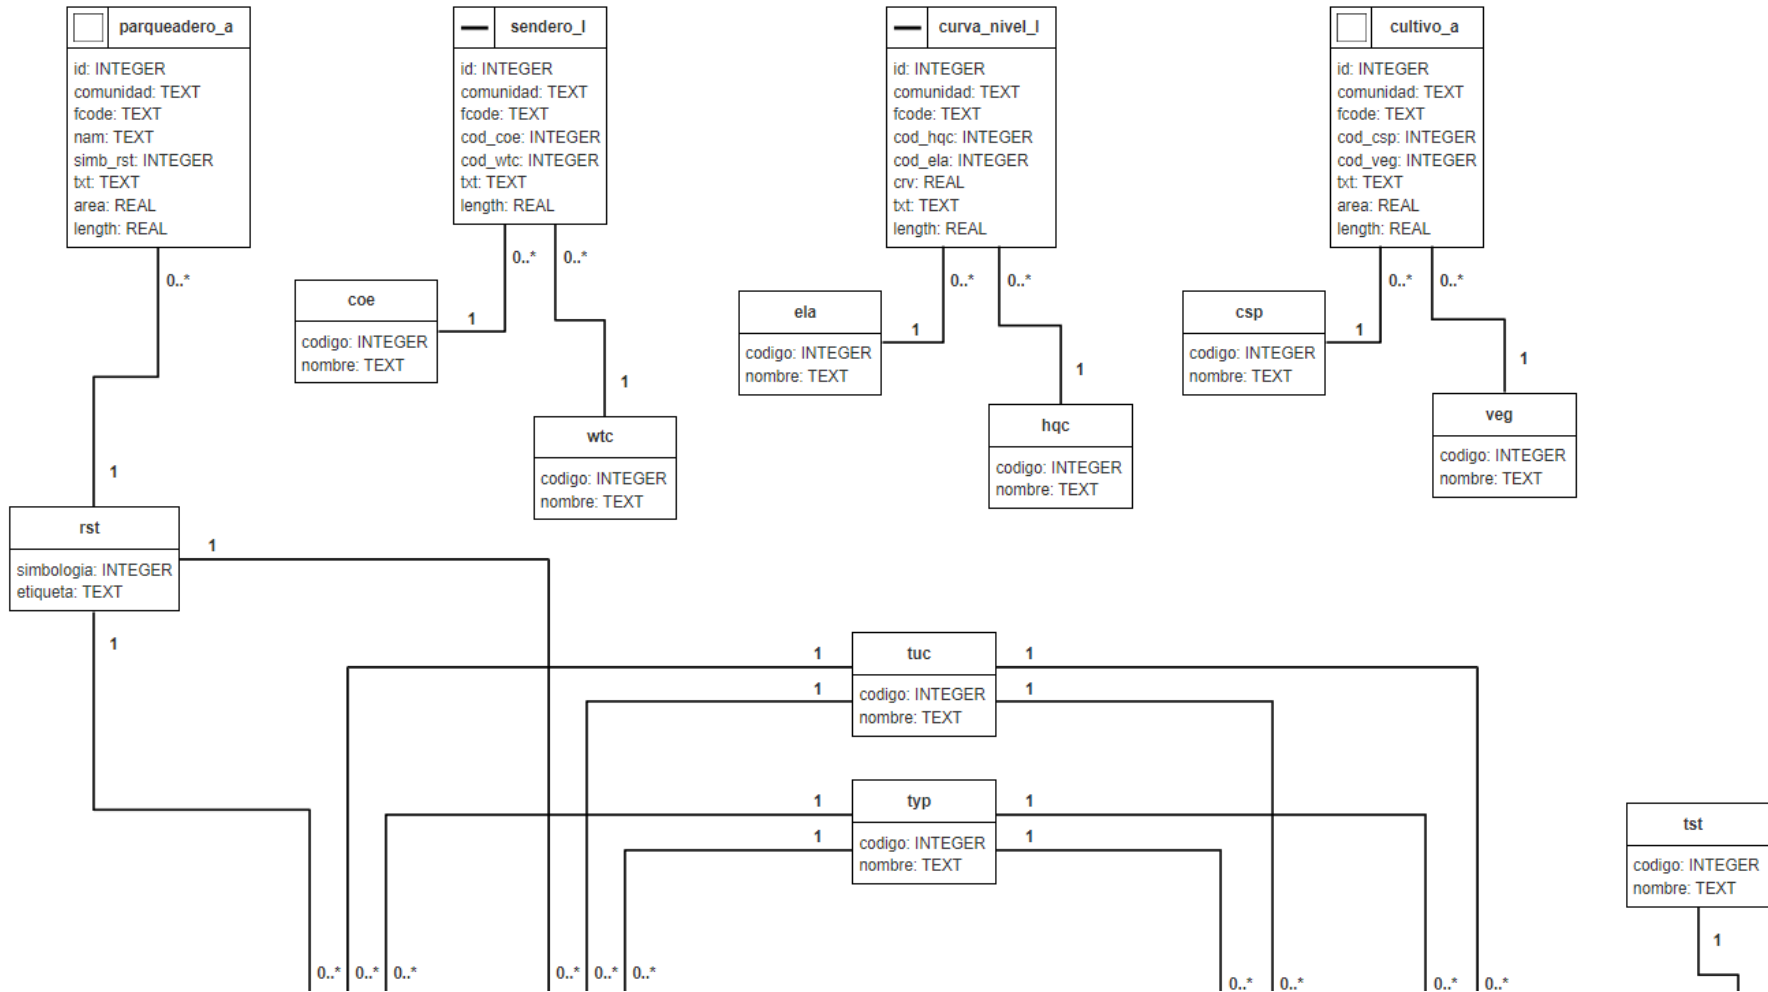 parqueadero_a
id: INTEGER
comunidad: TEXT
fcode: TEXT
nam: TEXT
simb_rst: INTEGER
txt: TEXT
area: REAL
length: REAL
0..*
sendero_l
id: INTEGER
comunidad: TEXT
fcode: TEXT
cod_coe: INTEGER
cod_wtc: INTEGER
txt: TEXT
length: REAL
0..*
0..*
curva_nivel_l
id: INTEGER
comunidad: TEXT
fcode: TEXT
cod_hqc: INTEGER
cod_ela: INTEGER
crv: REAL
txt: TEXT
length: REAL
0..*
0..*
cultivo_a
id: INTEGER
comunidad: TEXT
fcode: TEXT
cod_csp: INTEGER
cod_veg: INTEGER
txt: TEXT
area: REAL
length: REAL
0..*
0..*
coe
codigo: INTEGER
nombre: TEXT
1
wtc
codigo: INTEGER
nombre: TEXT
1
ela
codigo: INTEGER
nombre: TEXT
1
hqc
codigo: INTEGER
nombre: TEXT
1
csp
codigo: INTEGER
nombre: TEXT
1
veg
codigo: INTEGER
nombre: TEXT
1
1
rst
simbologia: INTEGER
etiqueta: TEXT
1
1
tuc
codigo: INTEGER
nombre: TEXT
1
1
1
1
typ
codigo: INTEGER
nombre: TEXT
1
1
1
1
tst
codigo: INTEGER
nombre: TEXT
1
0..*
0..*
0..*
0..*
0..*
0..*
0..*
0..*
0..*
0..*